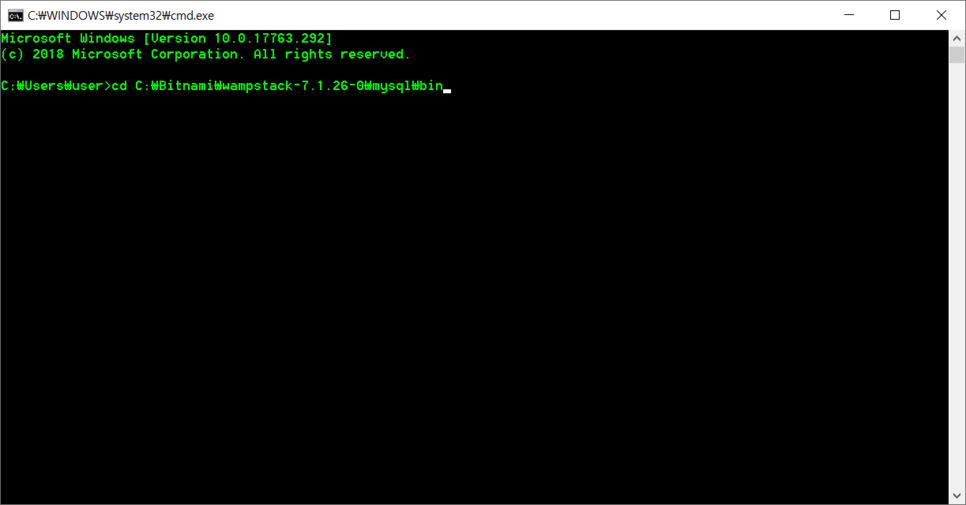 C:₩WINDOWS₩system32₩cmd.exe
Microsoft Windows [Version 10.0.17763.292]
(c) 2018 Microsoft Corporation. All rights reserved.
C:₩Users₩user>cd C:₩Bitnami₩wampstack-7.1.26-0₩mysql₩bin